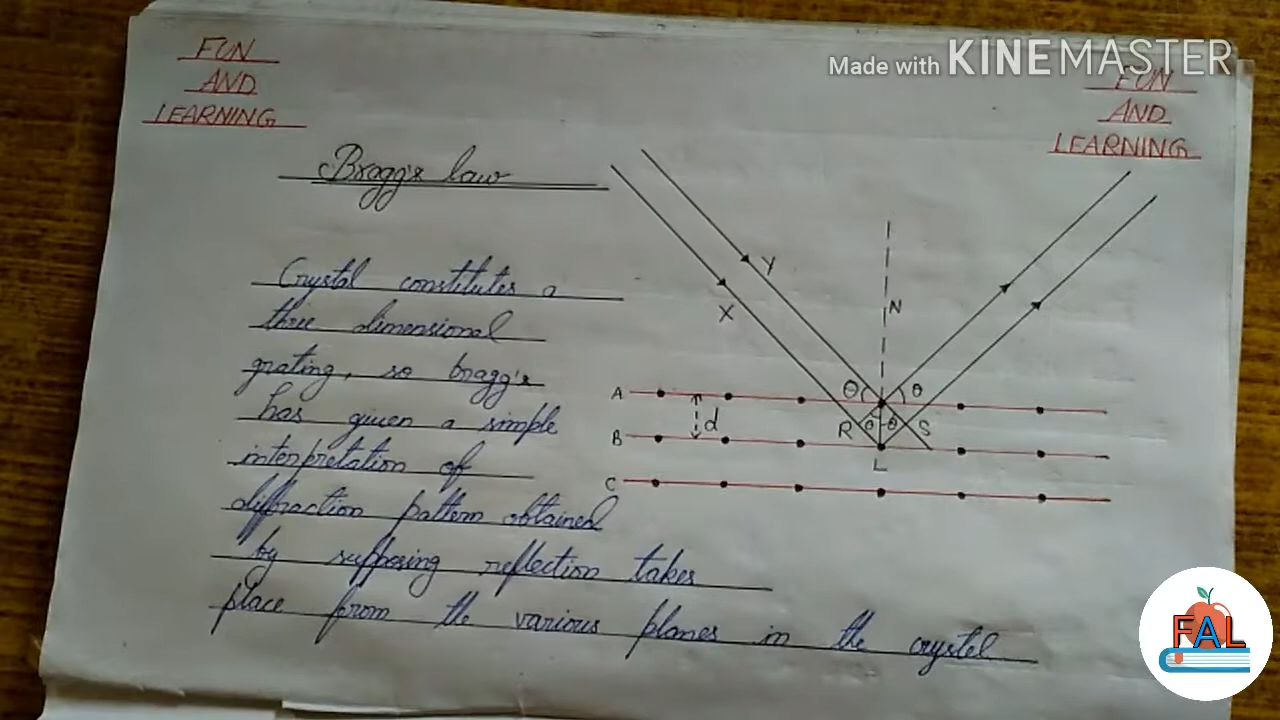 FUN
AND
LEARNING
Made with KINEMASTER
FUN
AND
LEARNING
Bragg's law
Crystal constitutes a
three dimensional
grating, so bragg's
has given a simple
interpretation of
diffraction pattern obtained
by supposing reflection takes
place from the various planes in the crystal
Y
X
N
A
θ
θ
d
B
R
θ
θ
S
L
C
FAL